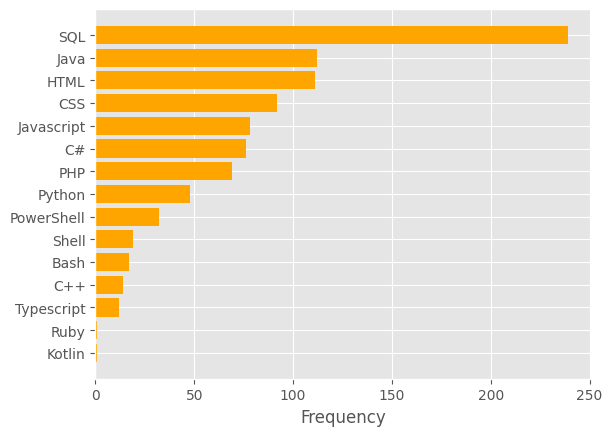 SQL
Java
HTML
CSS
Javascript
C#
PHP
Python
PowerShell
Shell
Bash
C++
Typescript
Ruby
Kotlin
0 50 100 150 200 250
Frequency